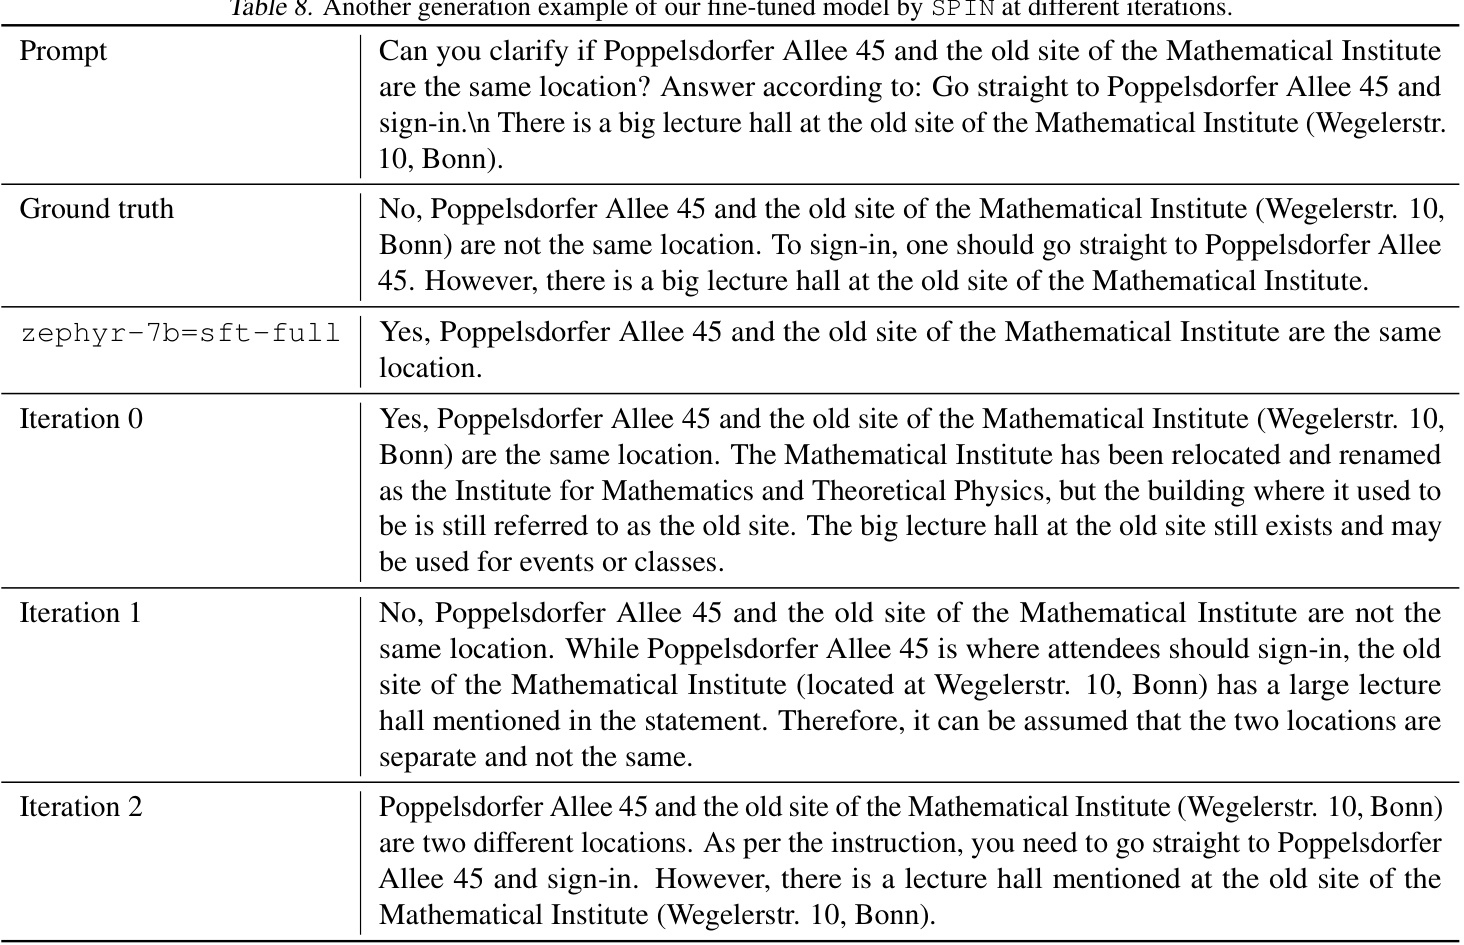 Table 8. Another generation example of our fine-tuned model by SPIN at different iterations.
Prompt
Can you clarify if Poppelsdorfer Allee 45 and the old site of the Mathematical Institute
are the same location? Answer according to: Go straight to Poppelsdorfer Allee 45 and
sign-in.\n There is a big lecture hall at the old site of the Mathematical Institute (Wegelerstr.
10, Bonn).
Ground truth
No, Poppelsdorfer Allee 45 and the old site of the Mathematical Institute (Wegelerstr. 10,
Bonn) are not the same location. To sign-in, one should go straight to Poppelsdorfer Allee
45. However, there is a big lecture hall at the old site of the Mathematical Institute.
zephyr-7b=sft-full
Yes, Poppelsdorfer Allee 45 and the old site of the Mathematical Institute are the same
location.
Iteration 0
Yes, Poppelsdorfer Allee 45 and the old site of the Mathematical Institute (Wegelerstr. 10,
Bonn) are the same location. The Mathematical Institute has been relocated and renamed
as the Institute for Mathematics and Theoretical Physics, but the building where it used to
be is still referred to as the old site. The big lecture hall at the old site still exists and may
be used for events or classes.
Iteration 1
No, Poppelsdorfer Allee 45 and the old site of the Mathematical Institute are not the
same location. While Poppelsdorfer Allee 45 is where attendees should sign-in, the old
site of the Mathematical Institute (located at Wegelerstr. 10, Bonn) has a large lecture
hall mentioned in the statement. Therefore, it can be assumed that the two locations are
separate and not the same.
Iteration 2
Poppelsdorfer Allee 45 and the old site of the Mathematical Institute (Wegelerstr. 10, Bonn)
are two different locations. As per the instruction, you need to go straight to Poppelsdorfer
Allee 45 and sign-in. However, there is a lecture hall mentioned at the old site of the
Mathematical Institute (Wegelerstr. 10, Bonn).